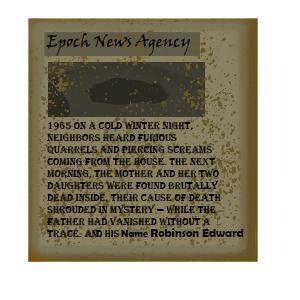 Epoch News Agency
1965 ON A COLD WINTER NIGHT,
NEIGHBORS HEARD FURIOUS
QUARRELS AND PIERCING SCREAMS
COMING FROM THE HOUSE. THE NEXT
MORNING, THE MOTHER AND HER TWO
DAUGHTERS WERE FOUND BRUTALLY
DEAD INSIDE, THEIR CAUSE OF DEATH
SHROUDED IN MYSTERY — WHILE THE
FATHER HAD VANISHED WITHOUT A
TRACE. AND HIS Name Robinson Edward